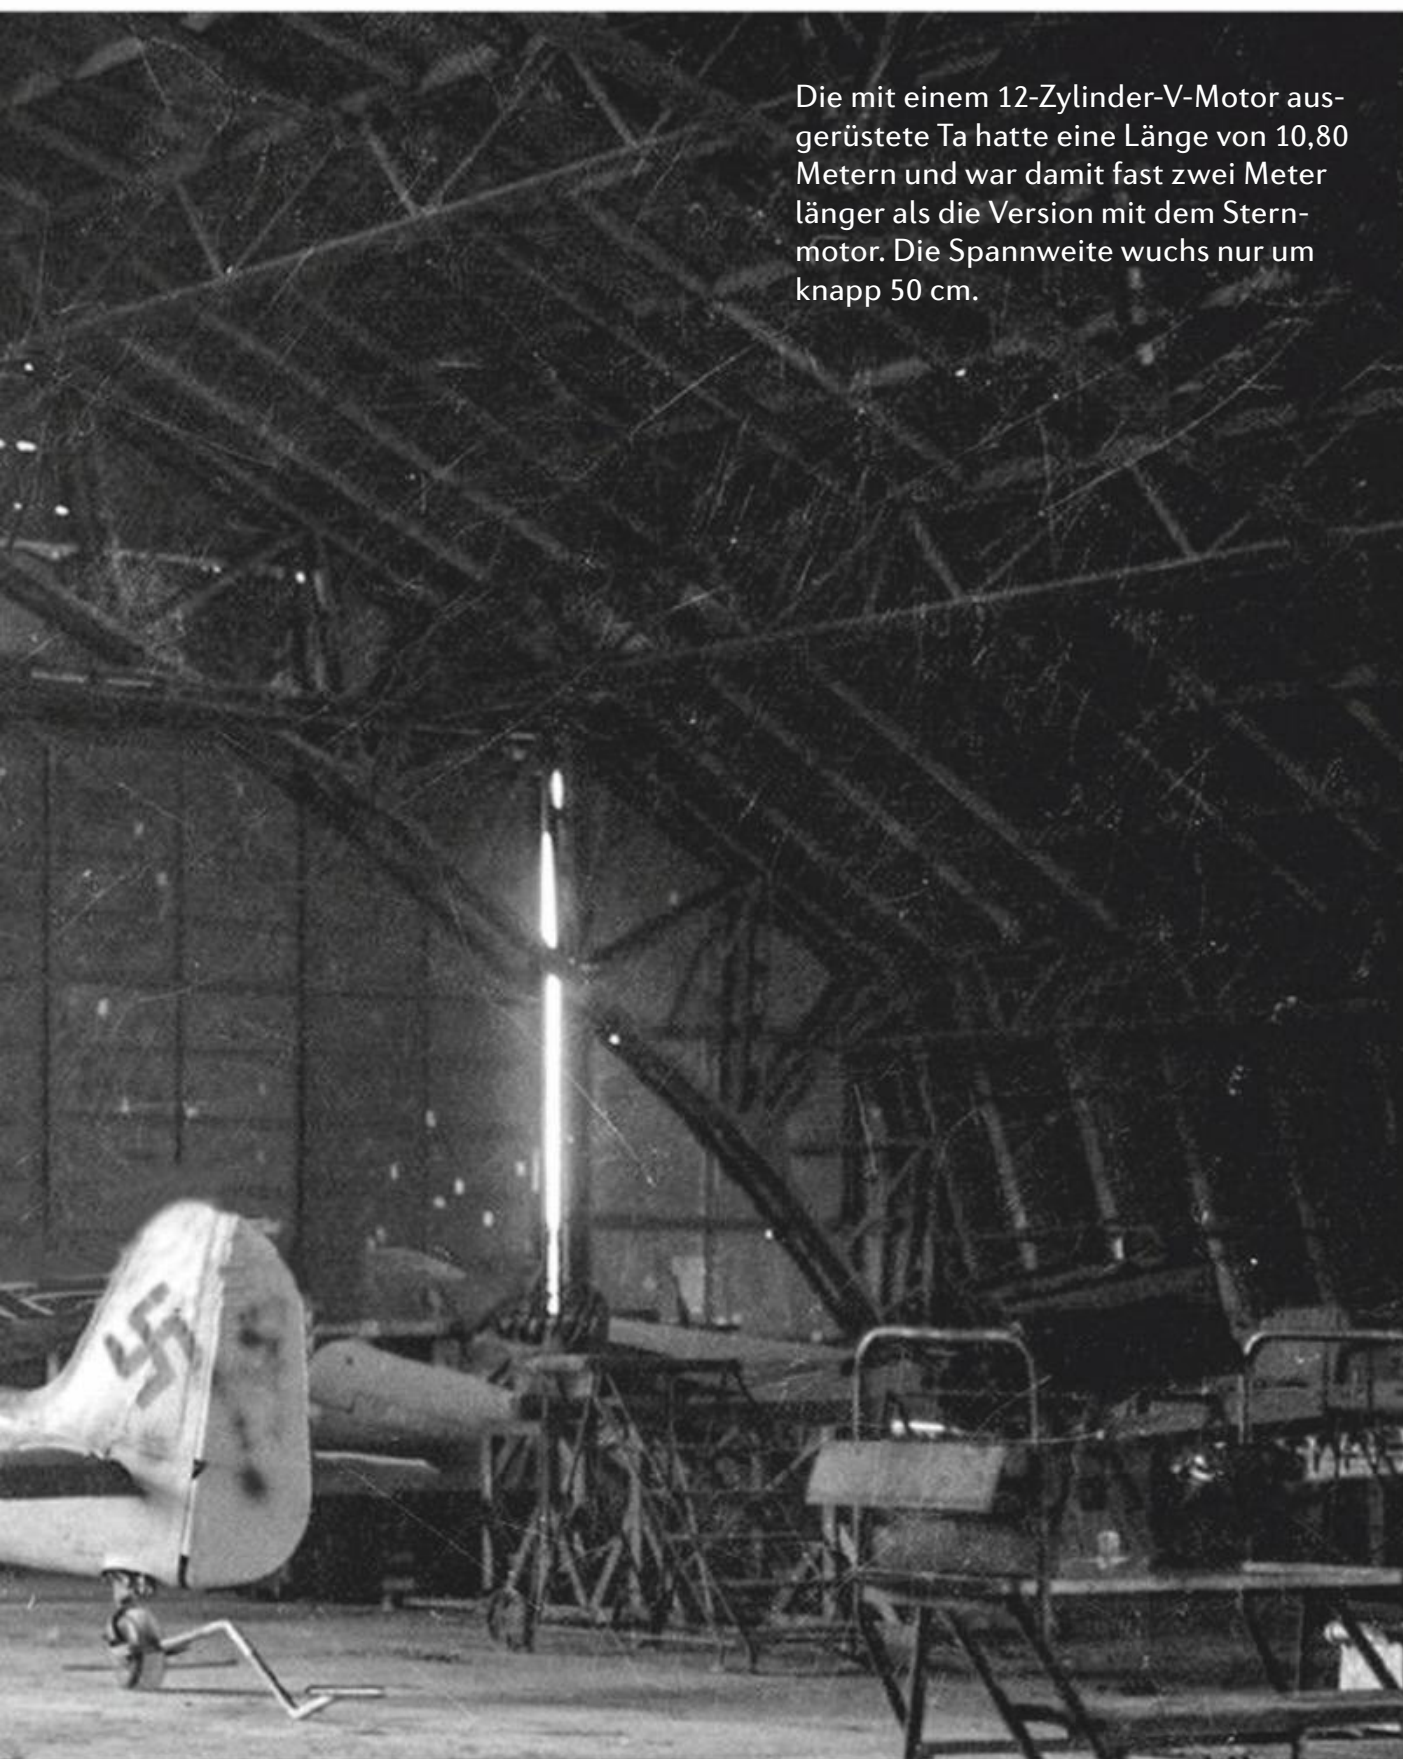 Die mit einem 12-Zylinder-V-Motor aus-
gerüstete Ta hatte eine Länge von 10,80
Metern und war damit fast zwei Meter
länger als die Version mit dem Stern-
motor. Die Spannweite wuchs nur um
knapp 50 cm.